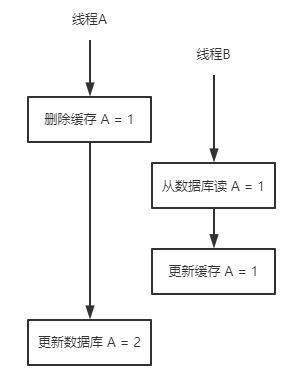 线程A
线程B
删除缓存 A = 1
从数据库读 A = 1
更新缓存 A = 1
更新数据库 A = 2